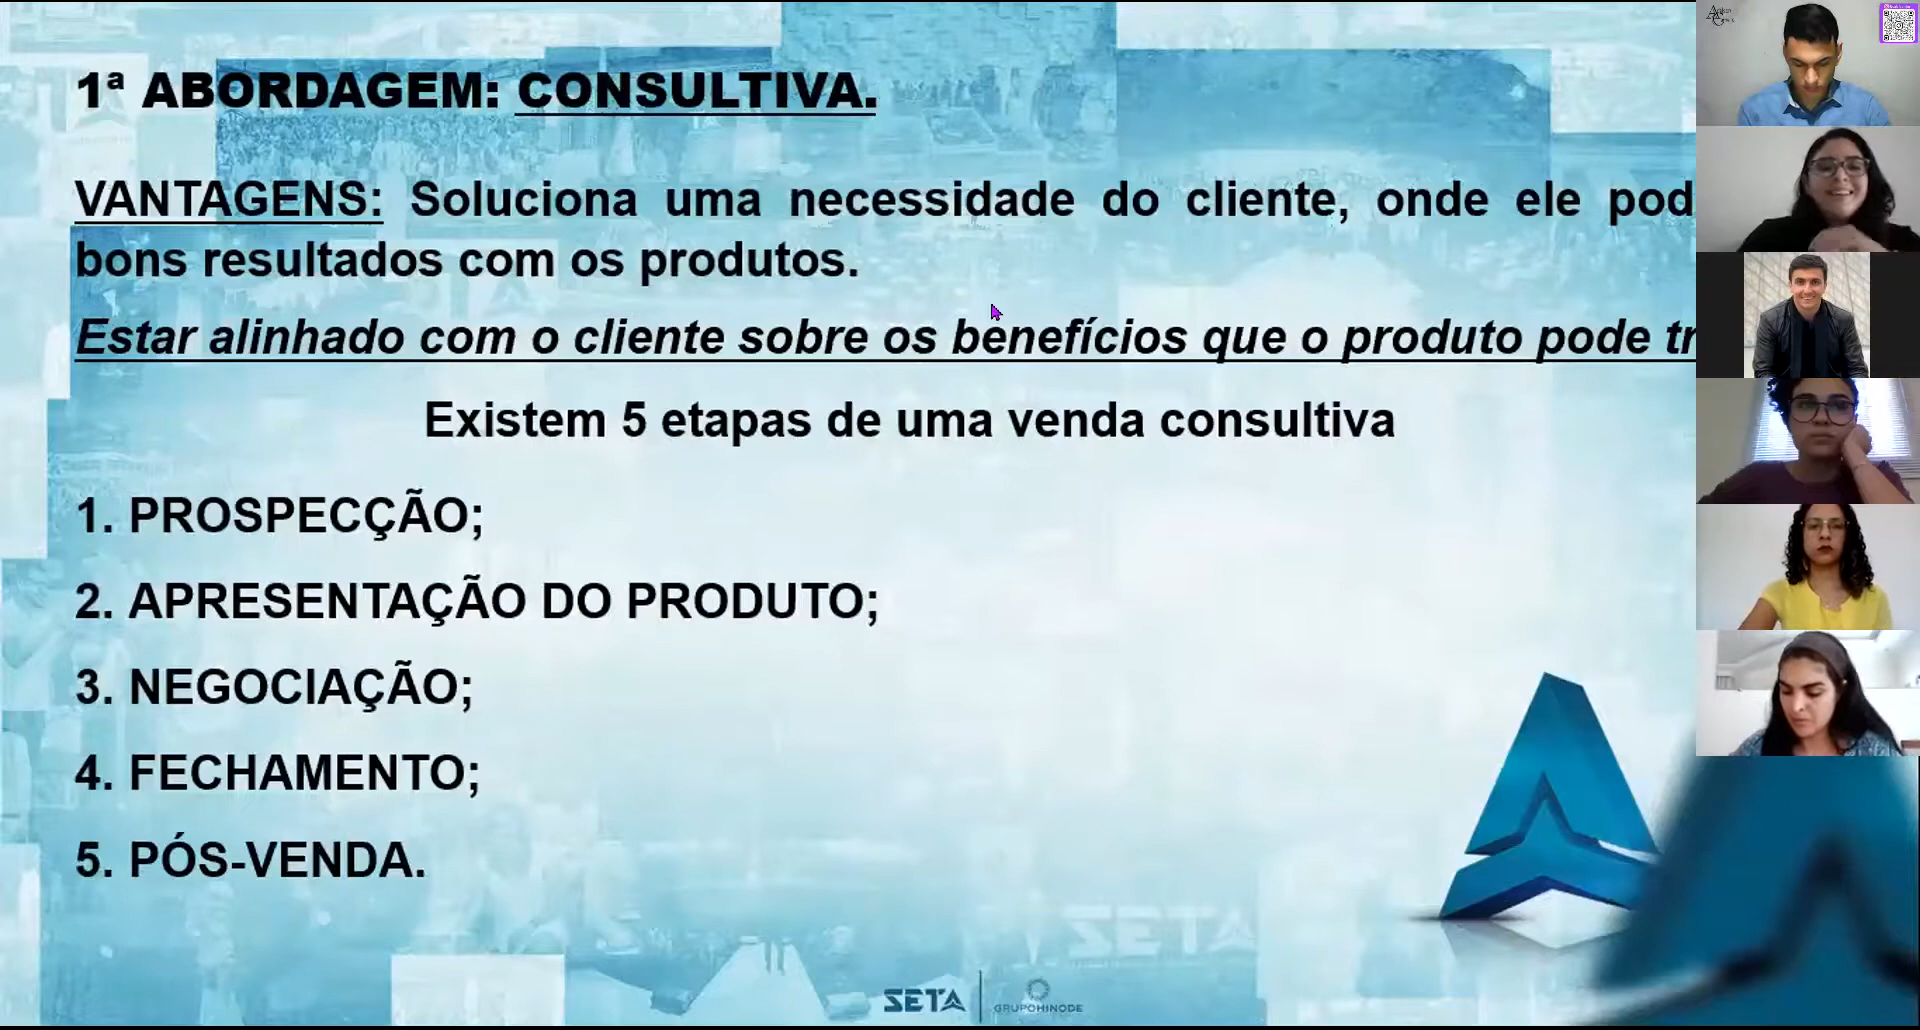 1ª ABORDAGEM: CONSULTIVA.
VANTAGENS: Soluciona uma necessidade do cliente, onde ele pod
bons resultados com os produtos.
Estar alinhado com o cliente sobre os benefícios que o produto pode tr
Existem 5 etapas de uma venda consultiva
1. PROSPECÇÃO;
2. APRESENTAÇÃO DO PRODUTO;
3. NEGOCIAÇÃO;
4. FECHAMENTO;
5. PÓS-VENDA.
SETA
SETA
GRUPOHINODE